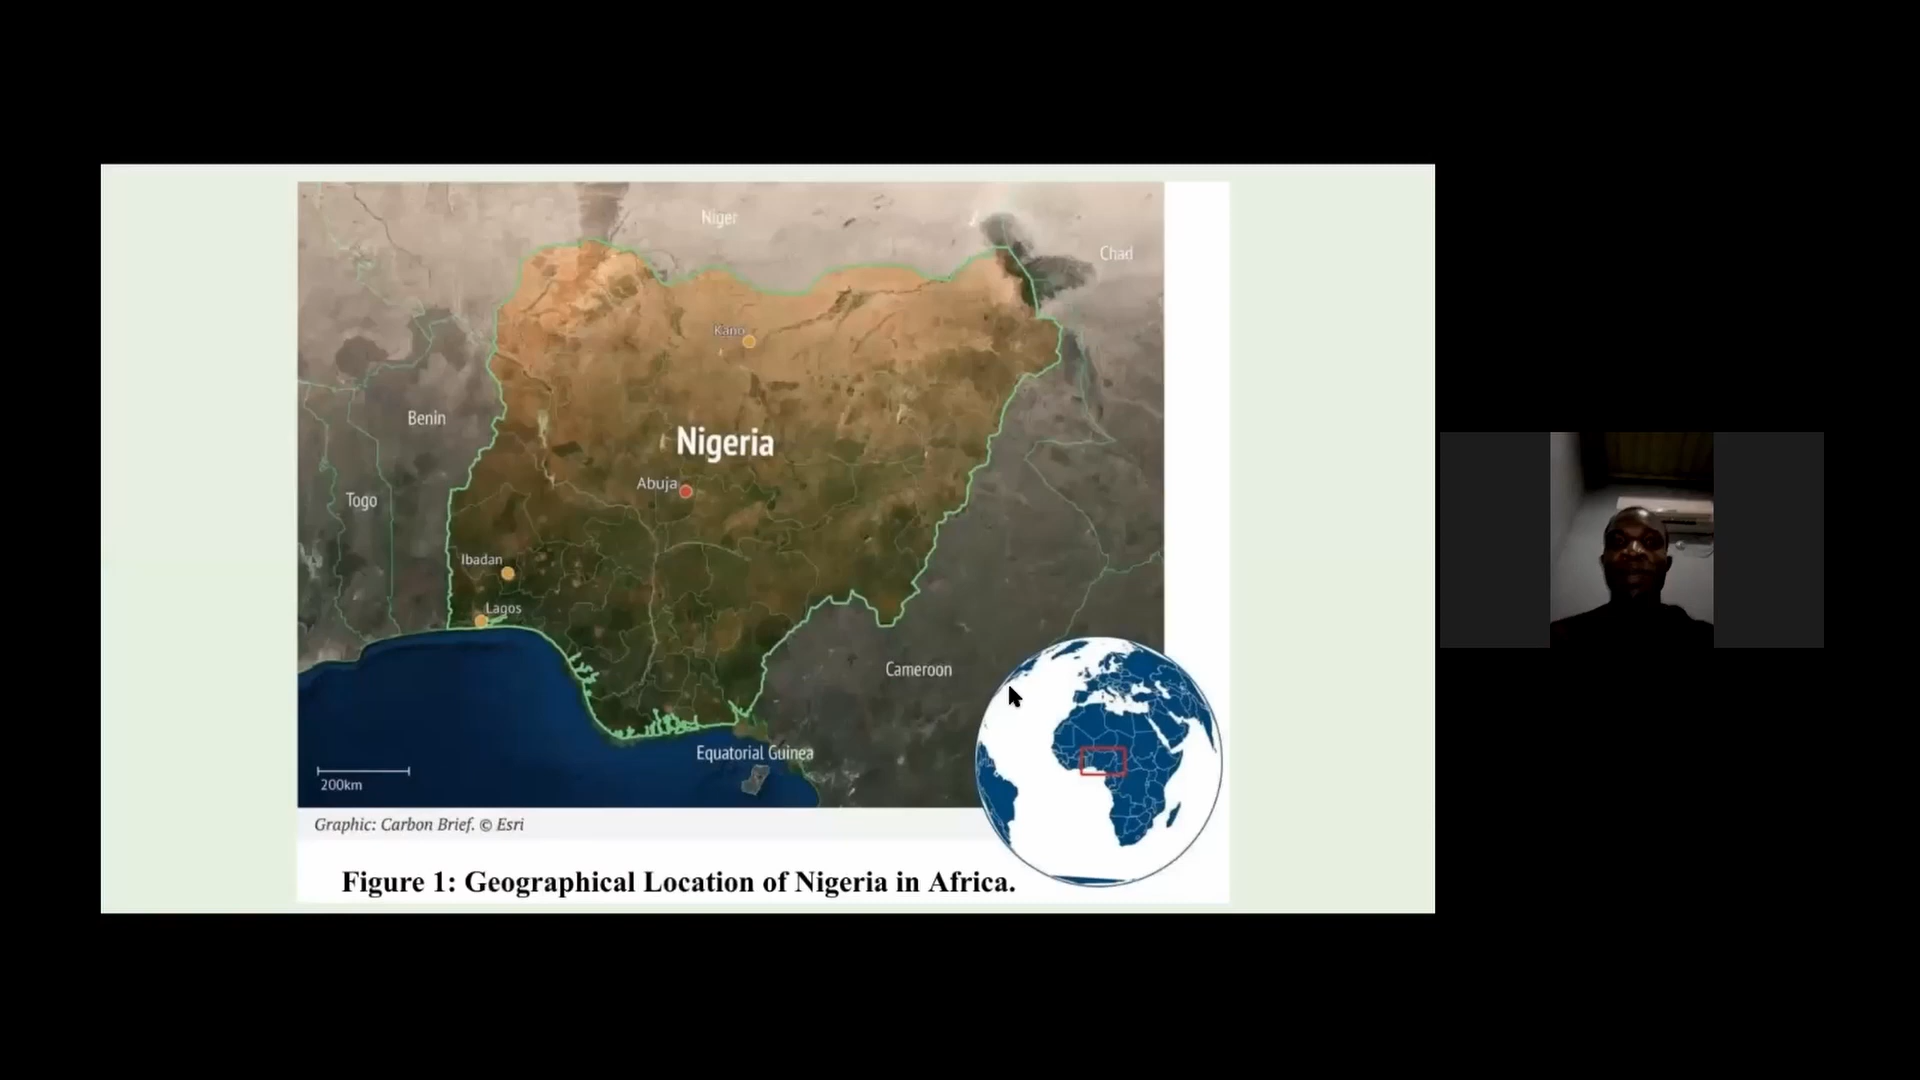 Niger
Chad
Kano
Benin
Nigeria
Abuja
Togo
Ibadan
Lagos
Cameroon
Equatorial Guinea
200km
Graphic: Carbon Brief. © Esri
Figure 1: Geographical Location of Nigeria in Africa.